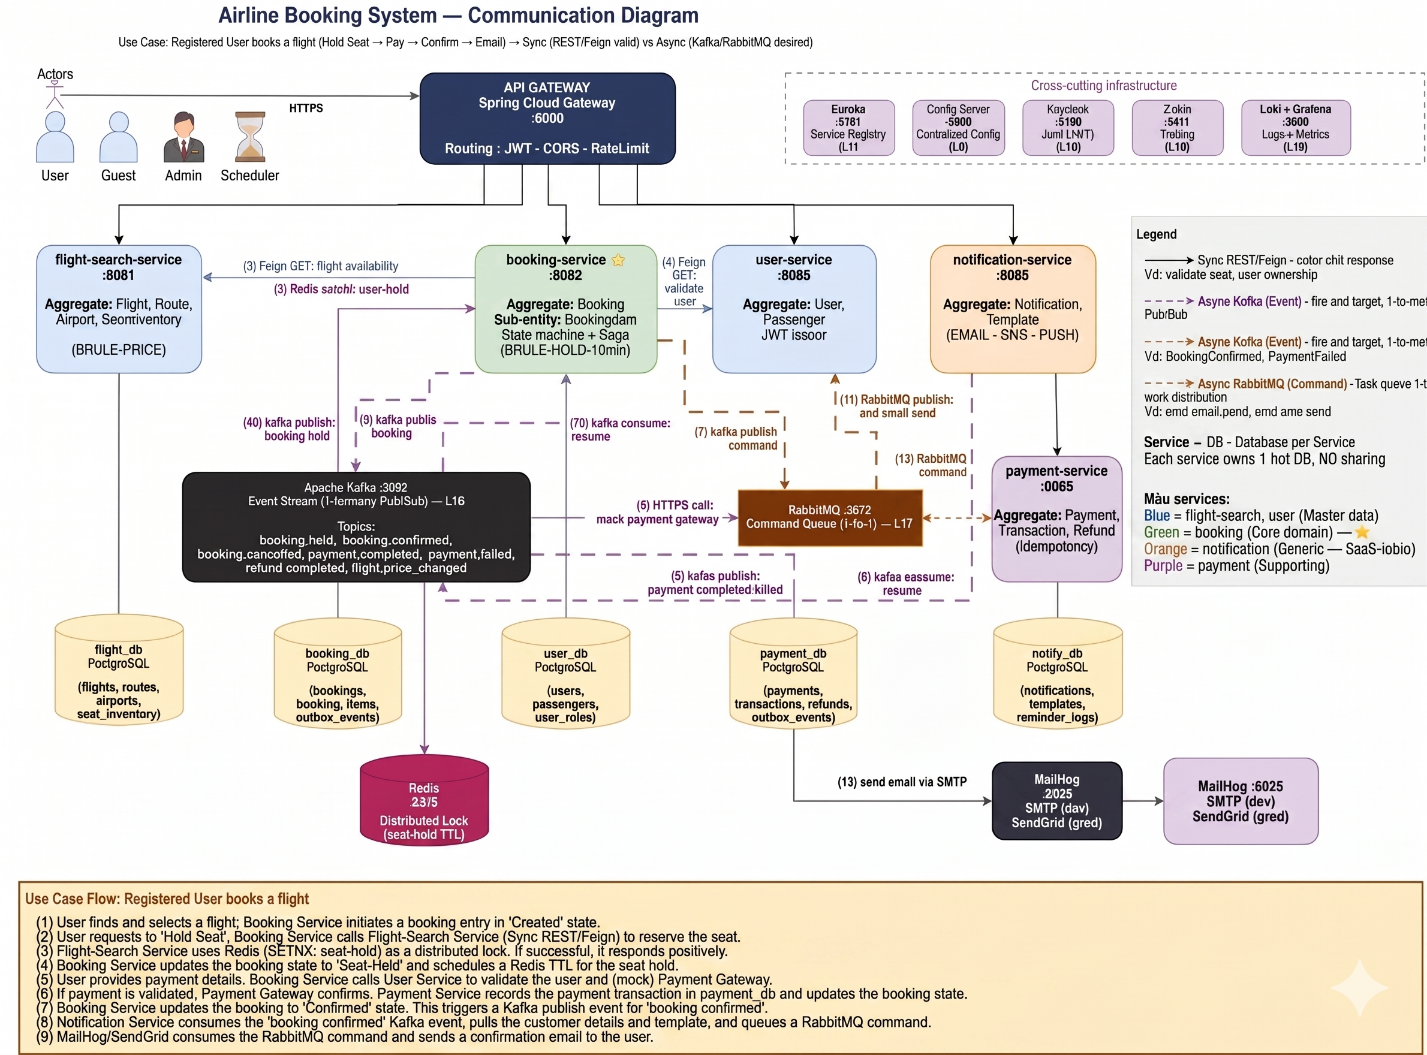 Airline Booking System — Communication Diagram
Use Case: Registered User books a flight (Hold Seat → Pay → Confirm → Email) → Sync (REST/Feign valid) vs Async (Kafka/RabbitMQ desired)
Actors
HTTPS
User
Guest
Admin
Scheduler
API GATEWAY
Spring Cloud Gateway
:6000
Routing : JWT - CORS - RateLimit
Cross-cutting infrastructure
Euroka
:5781
Service Registry
(L11
Config Server
-5900
Contralized Config
(L0)
Kaycleok
:5190
(L10)
Zokin
:5411
Trebing
(L10)
Loki + Grafena
:3600
Lugs+ Metrics
(L19)
flight-search-service
:8081
Aggregate: Flight, Route,
Airport, Seomtiventory
(BRULE-PRICE)
(3) Feign GET: flight availability
(3) Redis satohl: user-hold
booking-service ⭐
:8082
Aggregate: Booking
Sub-entity: Bookingdam
State machine + Saga
(BRULE-HOLD-10min)
(4) Feign
GET:
validate
user
user-service
:8085
Aggregate: User,
Passenger
JWT issoor
notification-service
:8085
Aggregate: Notification,
Template
(EMAIL - SNS - PUSH)
Legend
Sync REST/Feign - cotor chit response
Vd: validate seat, user ownership
Asyne Kofka (Event) - fire and target, 1-to-met
Pub/Bub
Asyne Kofka (Event) - fire and target, 1-to-met
Vd: BookingConfirmed, PaymentFailed
Async RabbitMQ (Command) - Task queue 1-t
work distribution
Vd: emd email.pend, emd ame send
Service – DB - Database per Service
Each service owns 1 hot DB, NO sharing
Màu services:
Blue = flight-search, user (Master data)
Green = booking (Core domain) — ⭐
Orange = notification (Generic — SaaS-iobio)
Purple = payment (Supporting)
(40) kafka publish:
booking hold
(9) kafka publis
booking
(70) kafka consume:
resume
(7) kafka publish
command
(11) RabbitMQ publish:
and small send
(13) RabbitMQ
command
payment-service
:0065
Aggregate: Payment,
Transaction, Refund
(Idempotoncy)
Apache Kafka :3092
Event Stream (1-termany PublSub) — L16
Topics:
booking,held, booking.confirmed,
booking.cancoffed, payment,completed, payment,failed,
refund completed, flight,price_changed
(5) HTTPS call:
mack payment gateway
RabbitMQ .3672
Command Queue (i-fo-1) — L17
(5) kafas publish:
payment completed:killed
(6) kafaa eassume:
resume
flight_db
PoctgroSQL
(flights, routes,
airports,
seat_inventory)
booking_db
PoctgroSQL
(bookings,
booking, items,
outbox_events)
user_db
PoctgroSQL
(users,
passengers,
user_roles)
payment_db
PoctgroSQL
(payments,
transactions, refunds,
outbox_events)
notify_db
PoctgroSQL
(notifications,
templates,
reminder_logs)
Redis
Distributed Lock
(seat-hold TTL)
(13) send email via SMTP
MailHog
SMTP (dav)
SendGrid (gred)
MailHog :6025
SMTP (dev)
SendGrid (gred)
Use Case Flow: Registered User books a flight
(1) User finds and selects a flight; Booking Service initiates a booking entry in 'Created' state.
(2) User requests to 'Hold Seat', Booking Service calls Flight-Search Service (Sync REST/Feign) to reserve the seat.
(3) Flight-Search Service uses Redis (SETNX: seat-hold) as a distributed lock. If successful, it responds positively.
(4) Booking Service updates the booking state to 'Seat-Held' and schedules a Redis TTL for the seat hold.
(5) User provides payment details. Booking Service calls User Service to validate the user and (mock) Payment Gateway.
(6) If payment is validated, Payment Gateway confirms. Payment Service records the payment transaction in payment_db and updates the booking state.
(7) Booking Service updates the booking to 'Confirmed' state. This triggers a Kafka publish event for 'booking confirmed'.
(8) Notification Service consumes the 'booking confirmed' Kafka event, pulls the customer details and template, and queues a RabbitMQ command.
(9) MailHog/SendGrid consumes the RabbitMQ command and sends a confirmation email to the user.